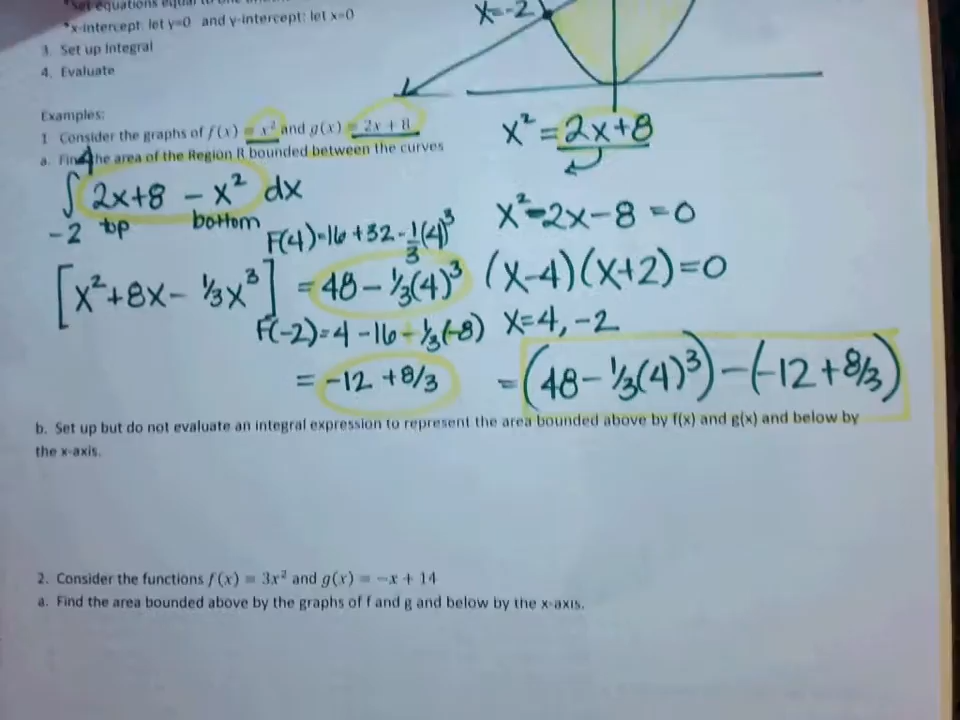 *Set equations equal to one
*x-intercept: let y=0 and y-intercept: let x=0
3. Set up Integral
4. Evaluate
x=-2
Examples:
1 Consider the graphs of f(x) = x² and g(x) = 2x + 8
a. Find the area of the Region R bounded between the curves
x² = 2x+8
∫ 4 -2 2x+8 - x² dx
top bottom
x²-2x-8=0
F(4)=16+32-1/3(4)³
[x²+8x-1/3x³] = 48-1/3(4)³
(x-4)(x+2)=0
F(-2)=4-16-1/3(-8)
x=4,-2
= -12+8/3
=(48-1/3(4)³)-(-12+8/3)
b. Set up but do not evaluate an integral expression to represent the area bounded above by f(x) and g(x) and below by
the x-axis.
2. Consider the functions f(x) = 3x² and g(x) = -x + 14
a. Find the area bounded above by the graphs of f and g and below by the x-axis.